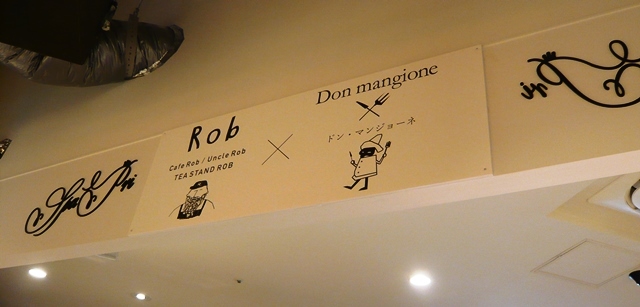 Rob
Cafe Rob / Uncle Rob
TEA STAND ROB
Don mangione
ドン・マンジョーネ